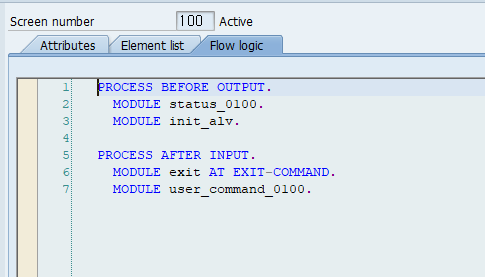 Screen number 100 Active
Attributes Element list Flow logic
1 PROCESS BEFORE OUTPUT.
2 MODULE status_0100.
3 MODULE init_alv.
4
5 PROCESS AFTER INPUT.
6 MODULE exit AT EXIT-COMMAND.
7 MODULE user_command_0100.